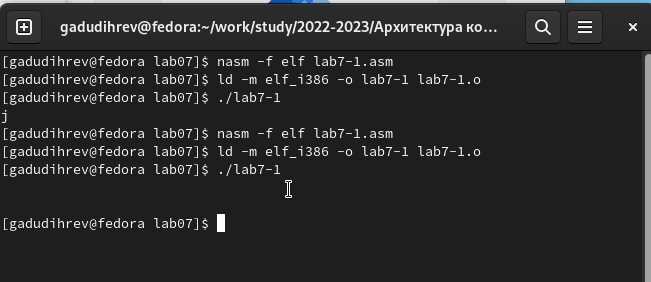 gadudihrev@fedora:~/work/study/2022-2023/Архитектура ко...
[gadudihrev@fedora lab07]$ nasm -f elf lab7-1.asm
[gadudihrev@fedora lab07]$ ld -m elf_i386 -o lab7-1 lab7-1.o
[gadudihrev@fedora lab07]$ ./lab7-1
j
[gadudihrev@fedora lab07]$ nasm -f elf lab7-1.asm
[gadudihrev@fedora lab07]$ ld -m elf_i386 -o lab7-1 lab7-1.o
[gadudihrev@fedora lab07]$ ./lab7-1
[gadudihrev@fedora lab07]$